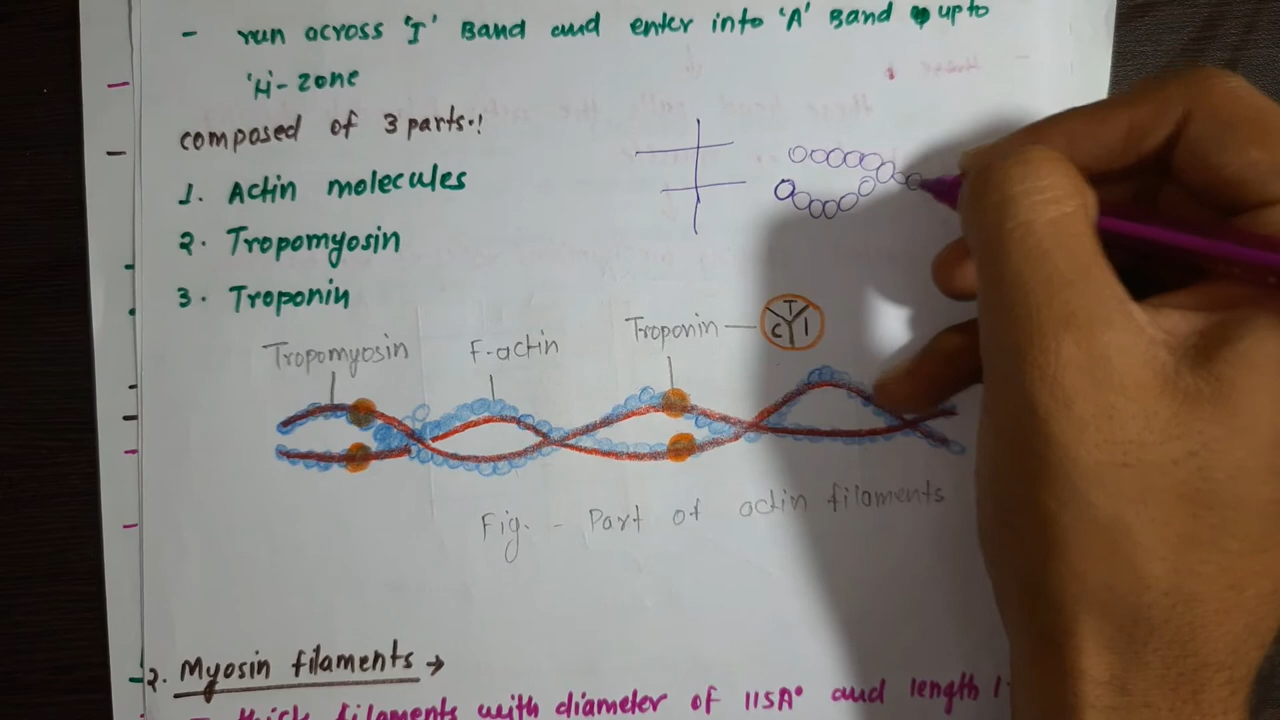 - run across 'I' Band and enter into 'A' Band upto
'H-zone
composed of 3 parts.!
1. Actin molecules
2. Tropomyosin
3. Troponin
Tropomyosin
F-actin
Troponin
T
C I
Fig. - Part of actin filaments
2. Myosin filaments →
- thick filaments with diameter of 115A° and length 1